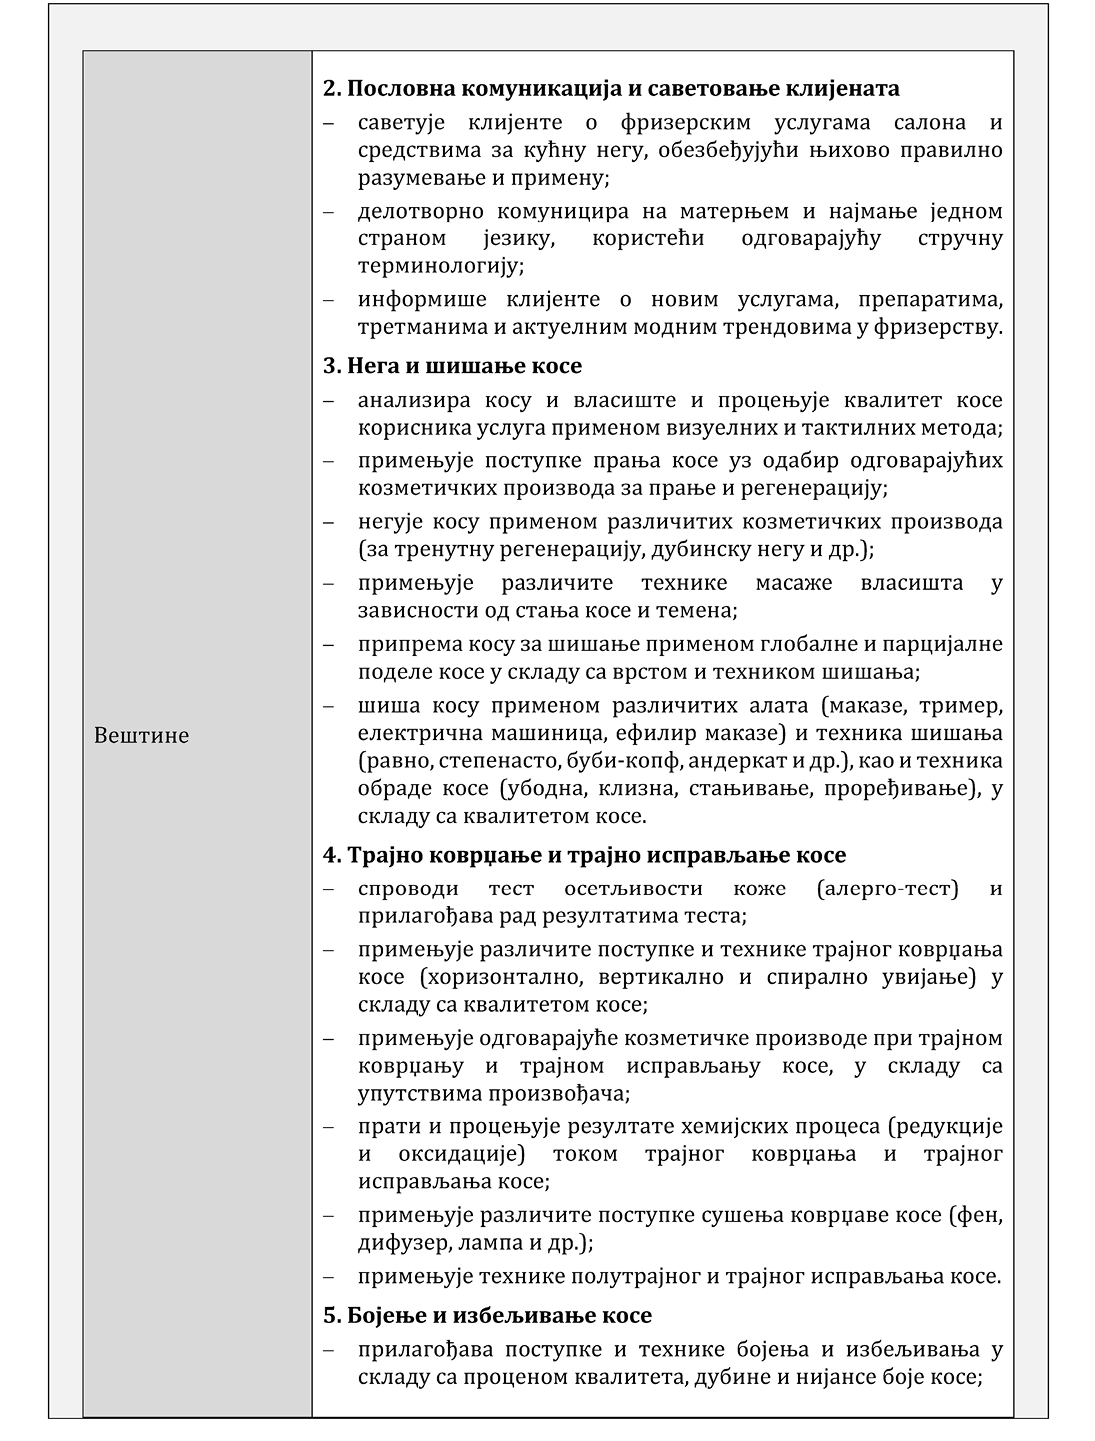 2. Пословна комуникација и саветовање клијената
– саветује клијенте о фризерским услугама салона и
средствима за кућну негу, обезбеђујући њихово правилно
разумевање и примену;
– делотворно комуницира на матерњем и најмање једном
страном језику, користећи одговарајућу стручну
терминологију;
– информише клијенте о новим услугама, препаратима,
третманима и актуелним модним трендовима у фризерству.
3. Нега и шишање косе
– анализира косу и власиште и процењује квалитет косе
корисника услуга применом визуелних и тактилних метода;
– примењује поступке прања косе уз одабир одговарајућих
козметичких производа за прање и регенерацију;
– негује косу применом различитих козметичких производа
(за тренутну регенерацију, дубинску негу и др.);
– примењује различите технике масаже власишта у
зависности од стања косе и темена;
– припрема косу за шишање применом глобалне и парцијалне
поделе косе у складу са врстом и техником шишања;
– шиша косу применом различитих алата (маказе, тример,
Вештине
електрична машиница, ефилир маказе) и техника шишања
(равно, степенасто, буби-копф, андеркат и др.), као и техника
обраде косе (убодна, клизна, стањивање, проређивање), у
складу са квалитетом косе.
4. Трајно коврџање и трајно исправљање косе
– спроводи тест осетљивости коже (алерго-тест) и
прилагођава рад резултатима теста;
– примењује различите поступке и технике трајног коврџања
косе (хоризонтално, вертикално и спирално увијање) у
складу са квалитетом косе;
– примењује одговарајуће козметичке производе при трајном
коврџању и трајном исправљању косе, у складу са
упутствима произвођача;
– прати и процењује резултате хемијских процеса (редукције
и оксидације) током трајног коврџања и трајног
исправљања косе;
– примењује различите поступке сушења коврџаве косе (фен,
дифузер, лампа и др.);
– примењује технике полутрајног и трајног исправљања косе.
5. Бојење и избељивање косе
– прилагођава поступке и технике бојења и избељивања у
складу са проценом квалитета, дубине и нијансе боје косе;